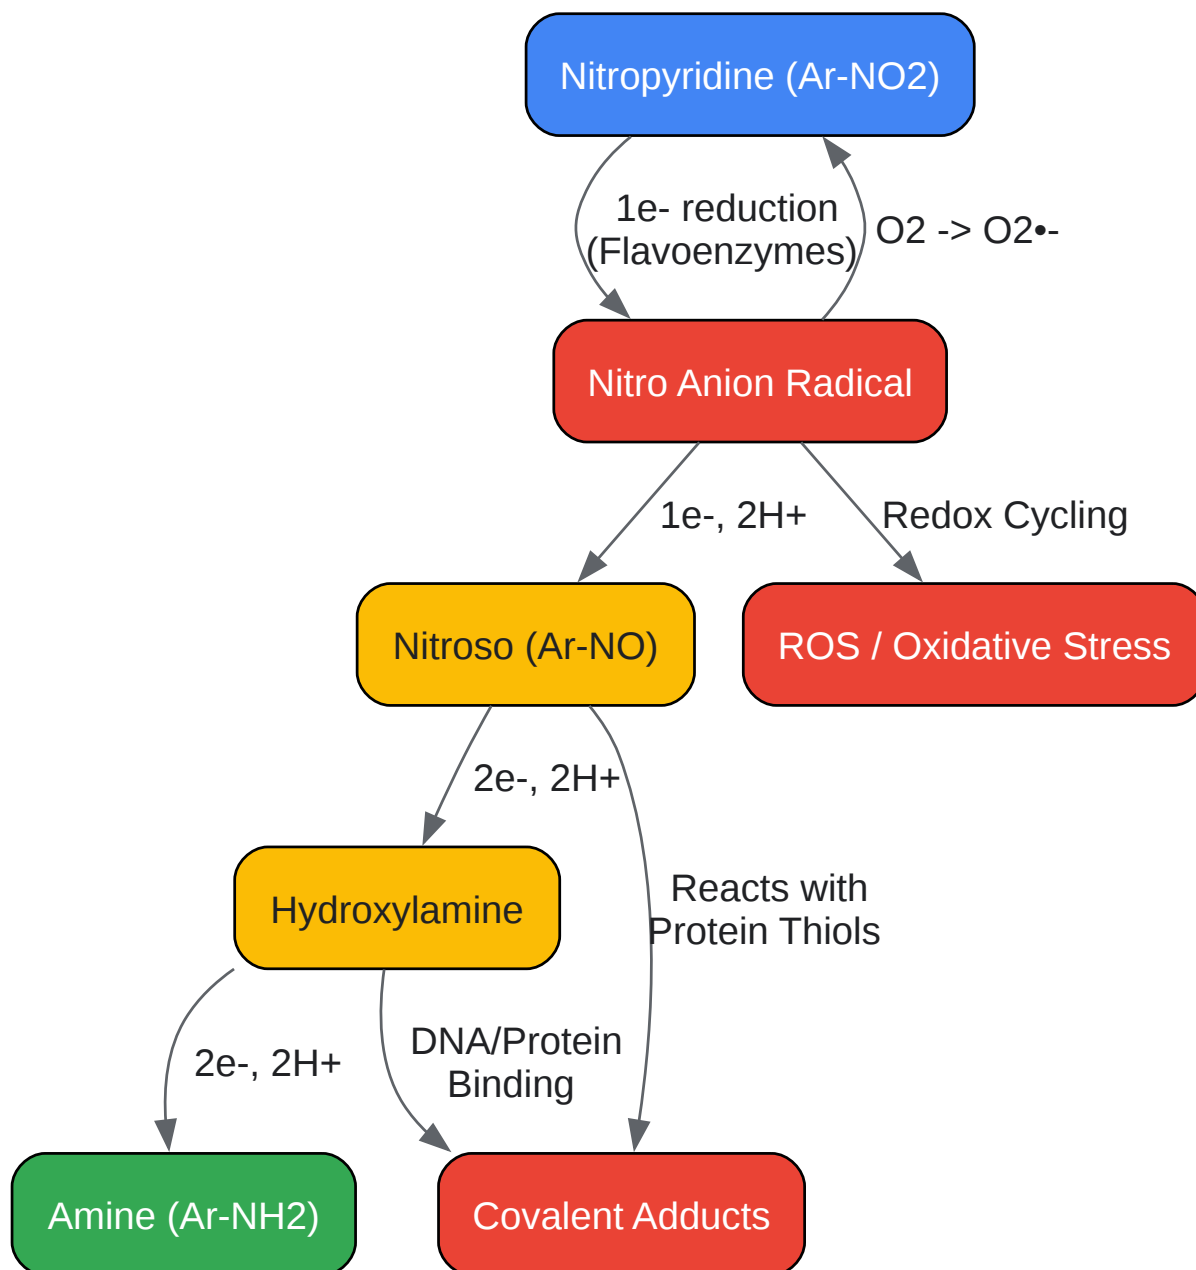 Nitropyridine (Ar-NO2)
1e- reduction
(Flavoenzymes)
O2 -> O2•-
Nitro Anion Radical
1e-, 2H+
Redox Cycling
Nitroso (Ar-NO)
ROS / Oxidative Stress
2e-, 2H+
Reacts with
Protein Thiols
Hydroxylamine
DNA/Protein
Binding
2e-, 2H+
Amine (Ar-NH2)
Covalent Adducts